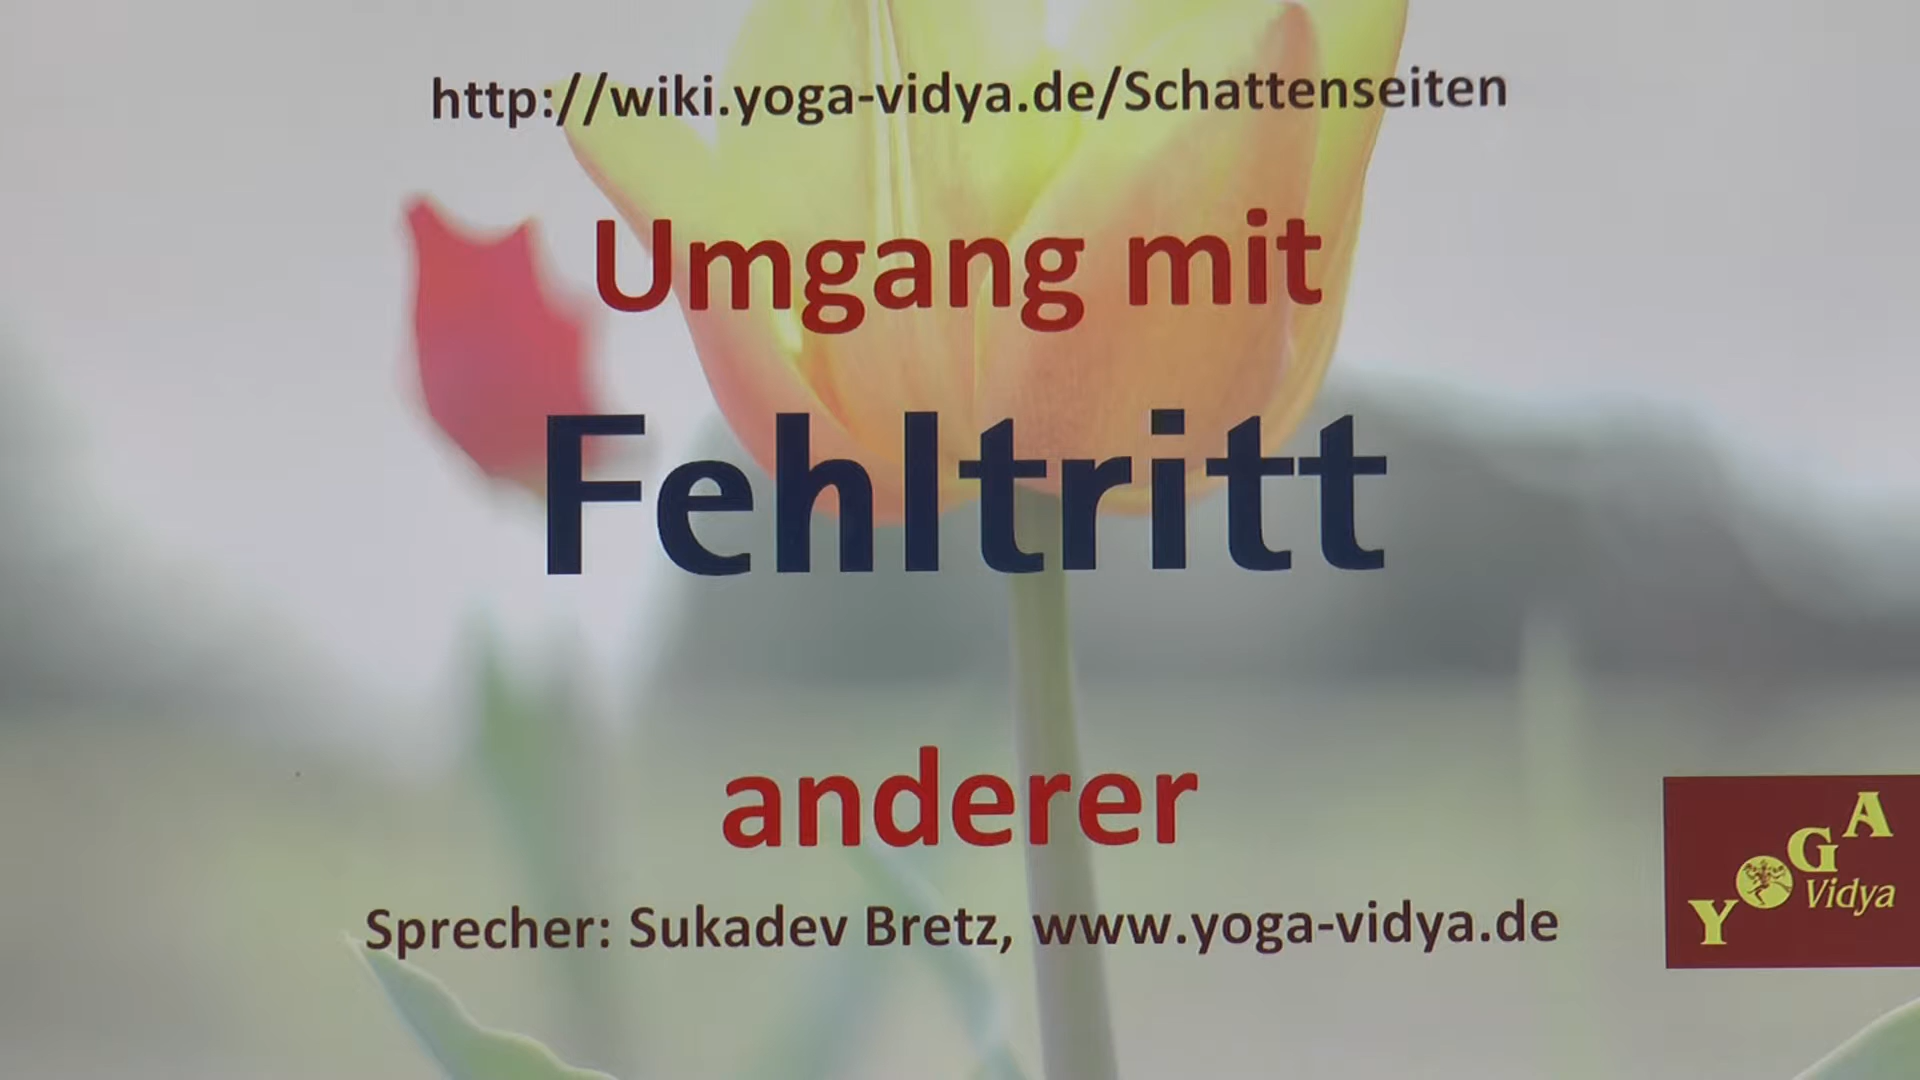 http://wiki.yoga-vidya.de/Schattenseiten
Umgang mit
Fehltritt
anderer
Sprecher: Sukadev Bretz, www.yoga-vidya.de
YOGA
Vidya